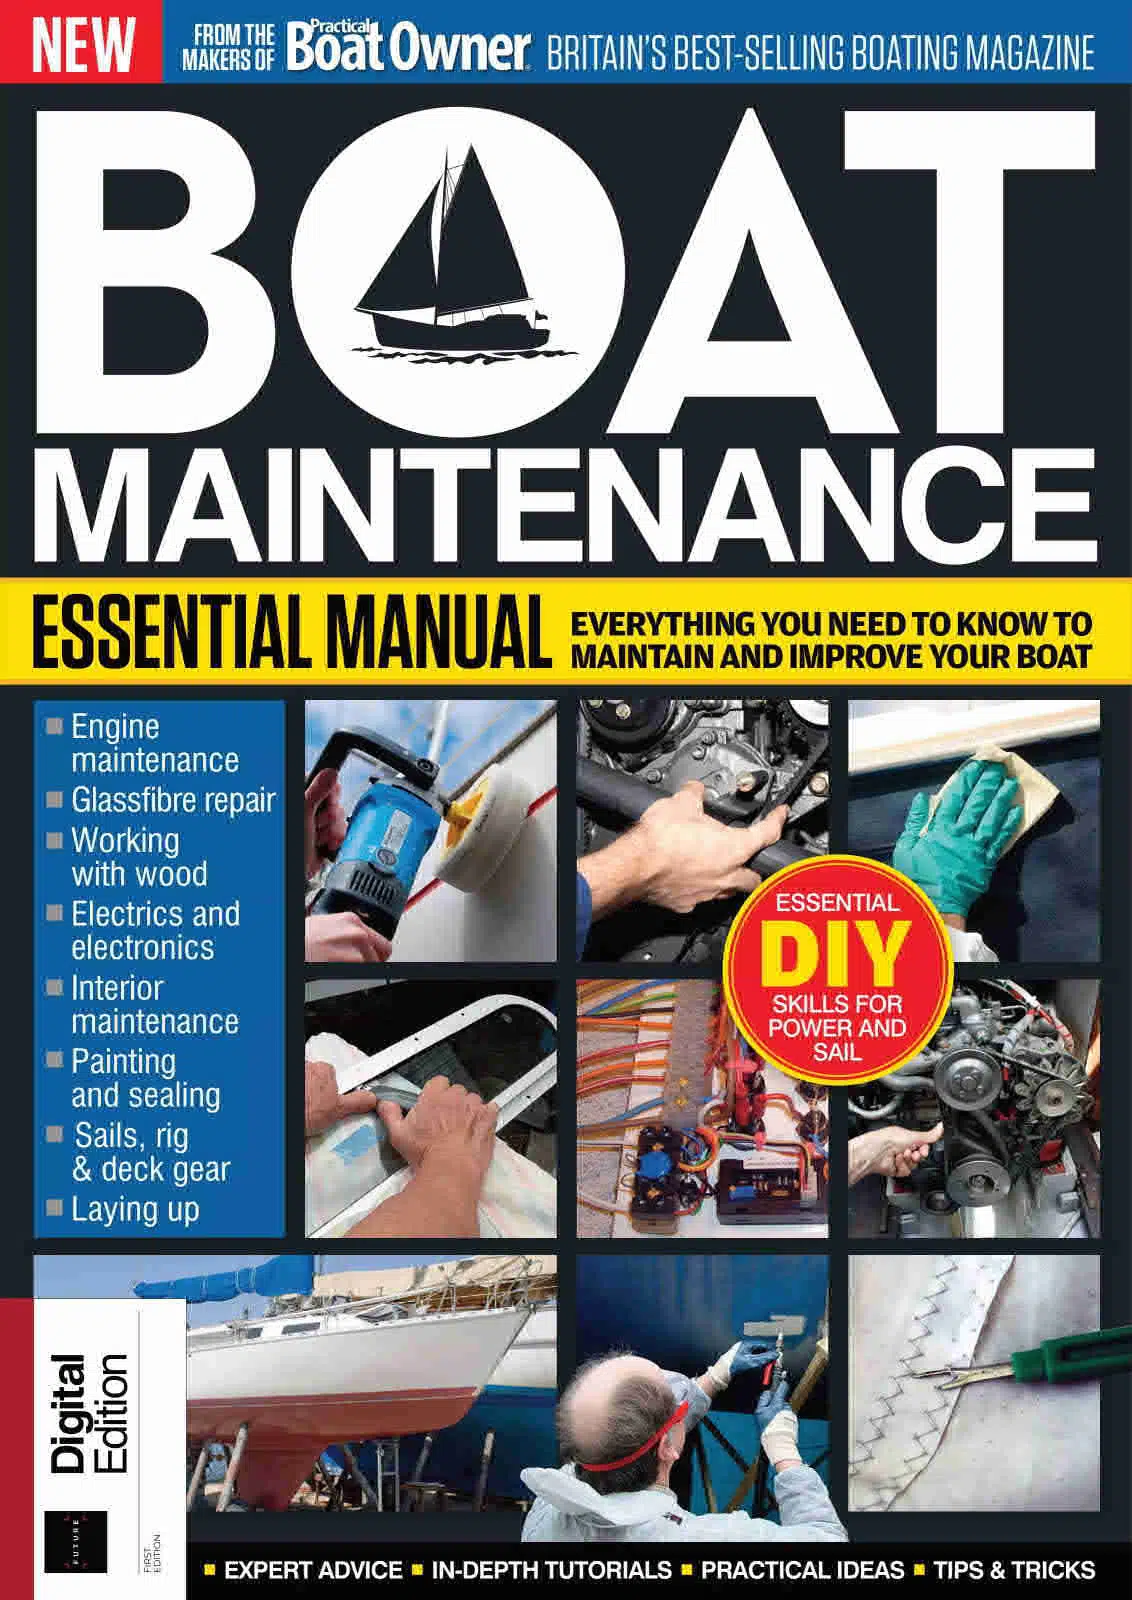 NEW
FROM THE
MAKERS OF
Practical
Boat Owner
BRITAIN'S BEST-SELLING BOATING MAGAZINE
BOAT
MAINTENANCE
ESSENTIAL MANUAL
EVERYTHING YOU NEED TO KNOW TO
MAINTAIN AND IMPROVE YOUR BOAT
Engine
maintenance
Glassfibre repair
Working
with wood
Electrics and
electronics
Interior
maintenance
Painting
and sealing
Sails, rig
& deck gear
Laying up
ESSENTIAL
DIY
SKILLS FOR
POWER AND
SAIL
Digital
Edition
FUTURE
FIRST
EDITION
EXPERT ADVICE
IN-DEPTH TUTORIALS
PRACTICAL IDEAS
TIPS & TRICKS